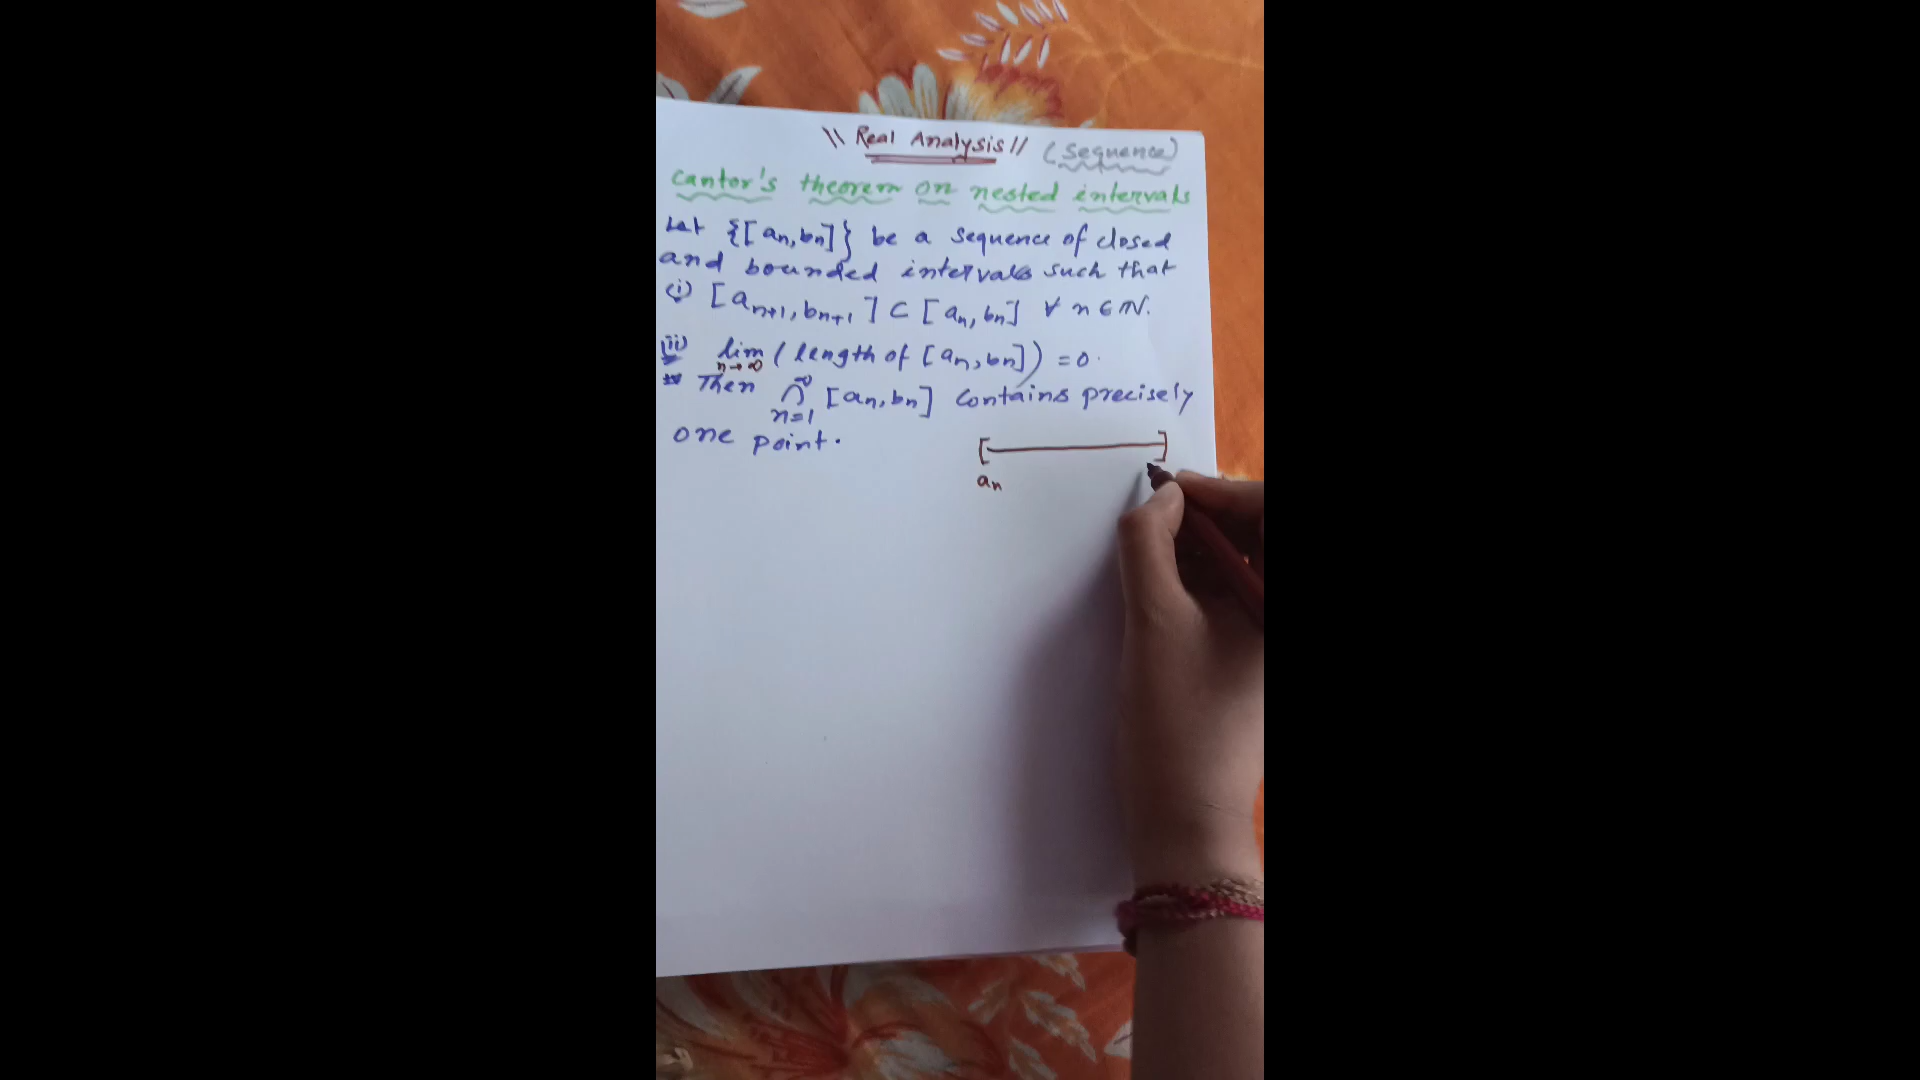 \\ Real Analysis // (Sequence)
Cantor's theorem on nested intervals
Let {[an, bn]} be a sequence of closed
and bounded intervals such that
(i) [an+1, bn+1] ⊂ [an, bn] ∀ n ∈ ℕ.
(ii) lim n→∞ (length of [an, bn]) = 0.
Then ∩ n=1 ∞ [an, bn] contains precisely
one point.
[ ]
an